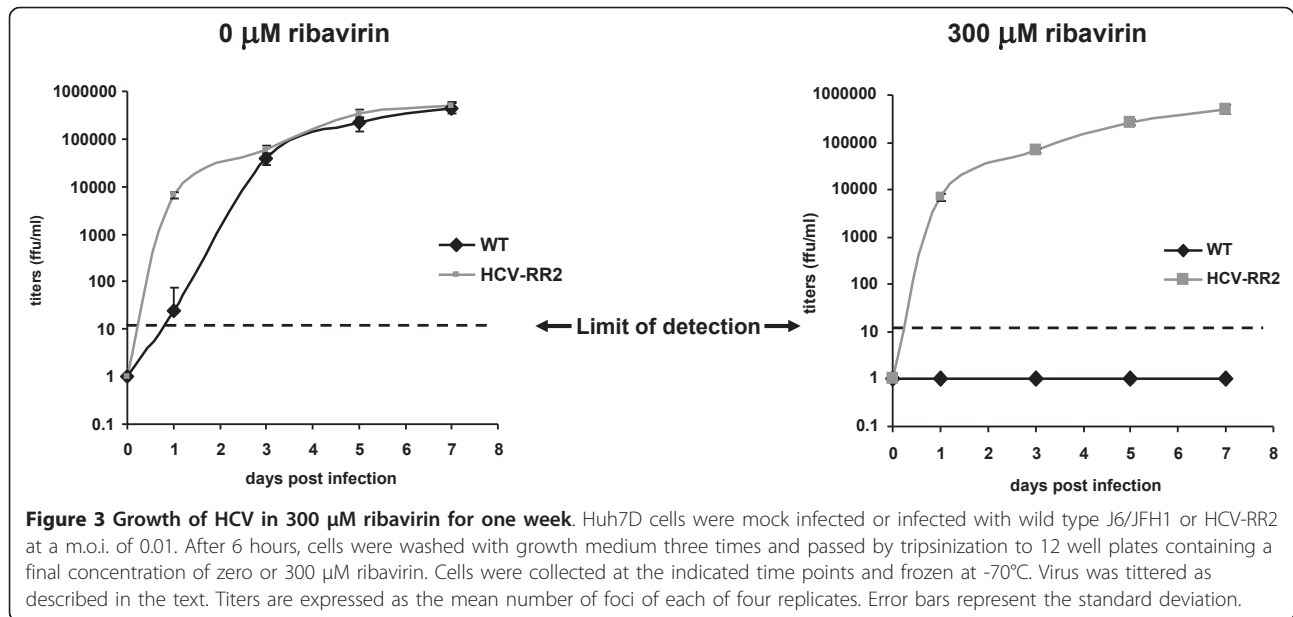 0 µM ribavirin
300 µM ribavirin
1000000
100000
10000
1000
100
10
1
0.1
titers (ffu/ml)
0 1 2 3 4 5 6 7 8
days post infection
WT
HCV-RR2
Limit of detection
1000000
100000
10000
1000
100
10
1
0.1
titers (ffu/ml)
0 1 2 3 4 5 6 7 8
days post infection
WT
HCV-RR2
Figure 3 Growth of HCV in 300 µM ribavirin for one week. Huh7D cells were mock infected or infected with wild type J6/JFH1 or HCV-RR2
at a m.o.i. of 0.01. After 6 hours, cells were washed with growth medium three times and passed by tripsinization to 12 well plates containing a
final concentration of zero or 300 µM ribavirin. Cells were collected at the indicated time points and frozen at -70°C. Virus was tittered as
described in the text. Titers are expressed as the mean number of foci of each of four replicates. Error bars represent the standard deviation.